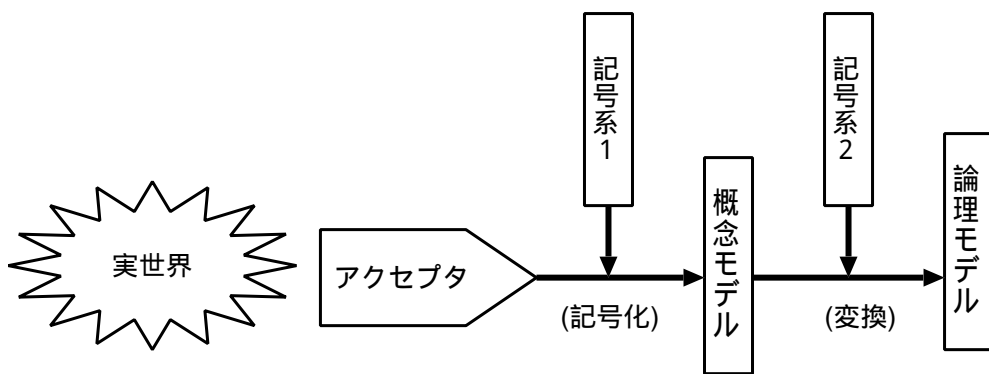 実世界
アクセプタ
記号系1
(記号化)
概念モデル
記号系2
(変換)
論理モデル